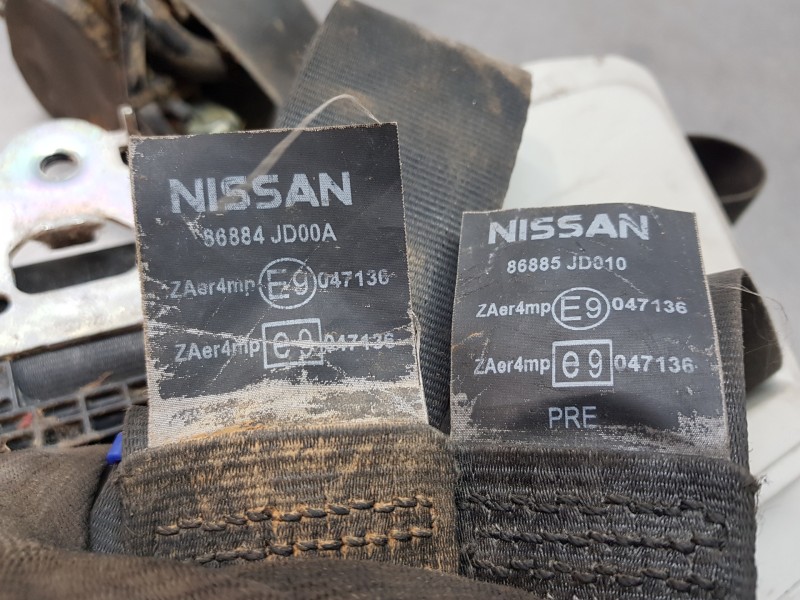 NISSAN
86884 JD00A
ZAer4mp E9 047136
ZAer4mp e9 047136
NISSAN
86885 JD010
ZAer4mp E9 047136
ZAer4mp e9 047136
PRE